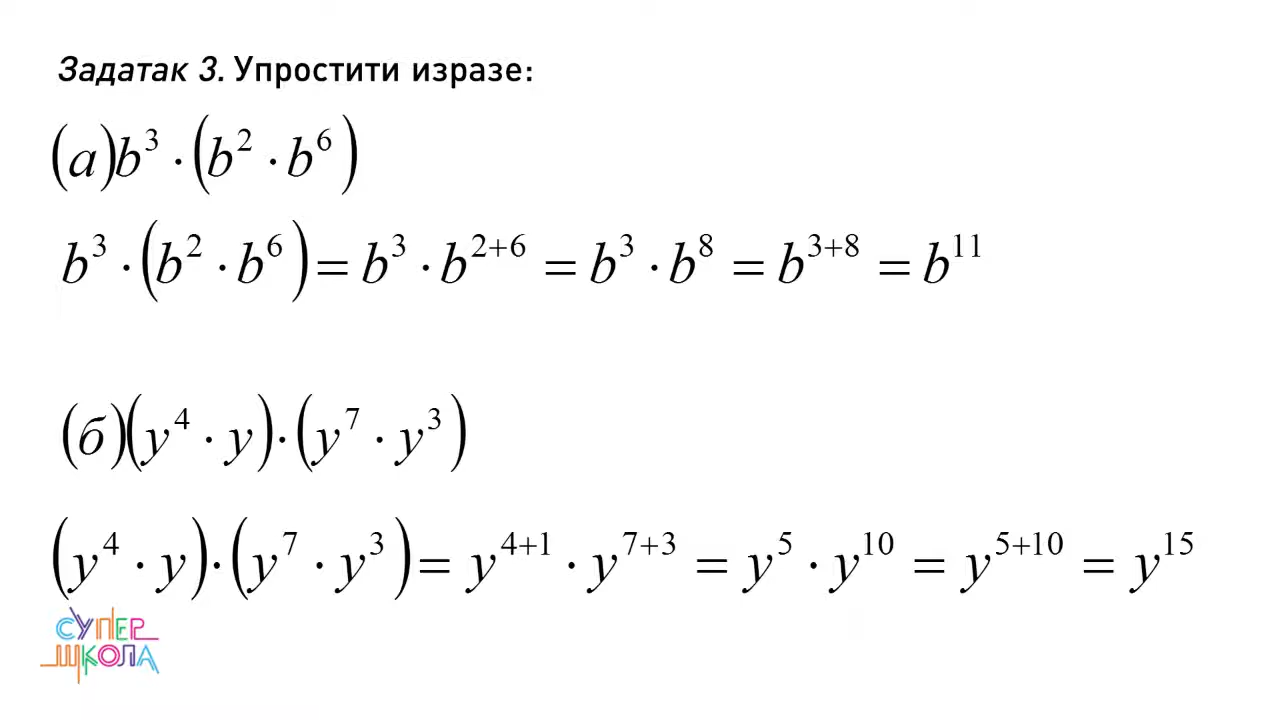 Задатак 3. Упростити изразе:
(а) b³ · (b² · b⁶)
b³ · (b² · b⁶) = b³ · b²⁺⁶ = b³ · b⁸ = b³⁺⁸ = b¹¹
(б) (y⁴ · y) · (y⁷ · y³)
(y⁴ · y) · (y⁷ · y³) = y⁴⁺¹ · y⁷⁺³ = y⁵ · y¹⁰ = y⁵⁺¹⁰ = y¹⁵
СУПЕР
ШКОЛА